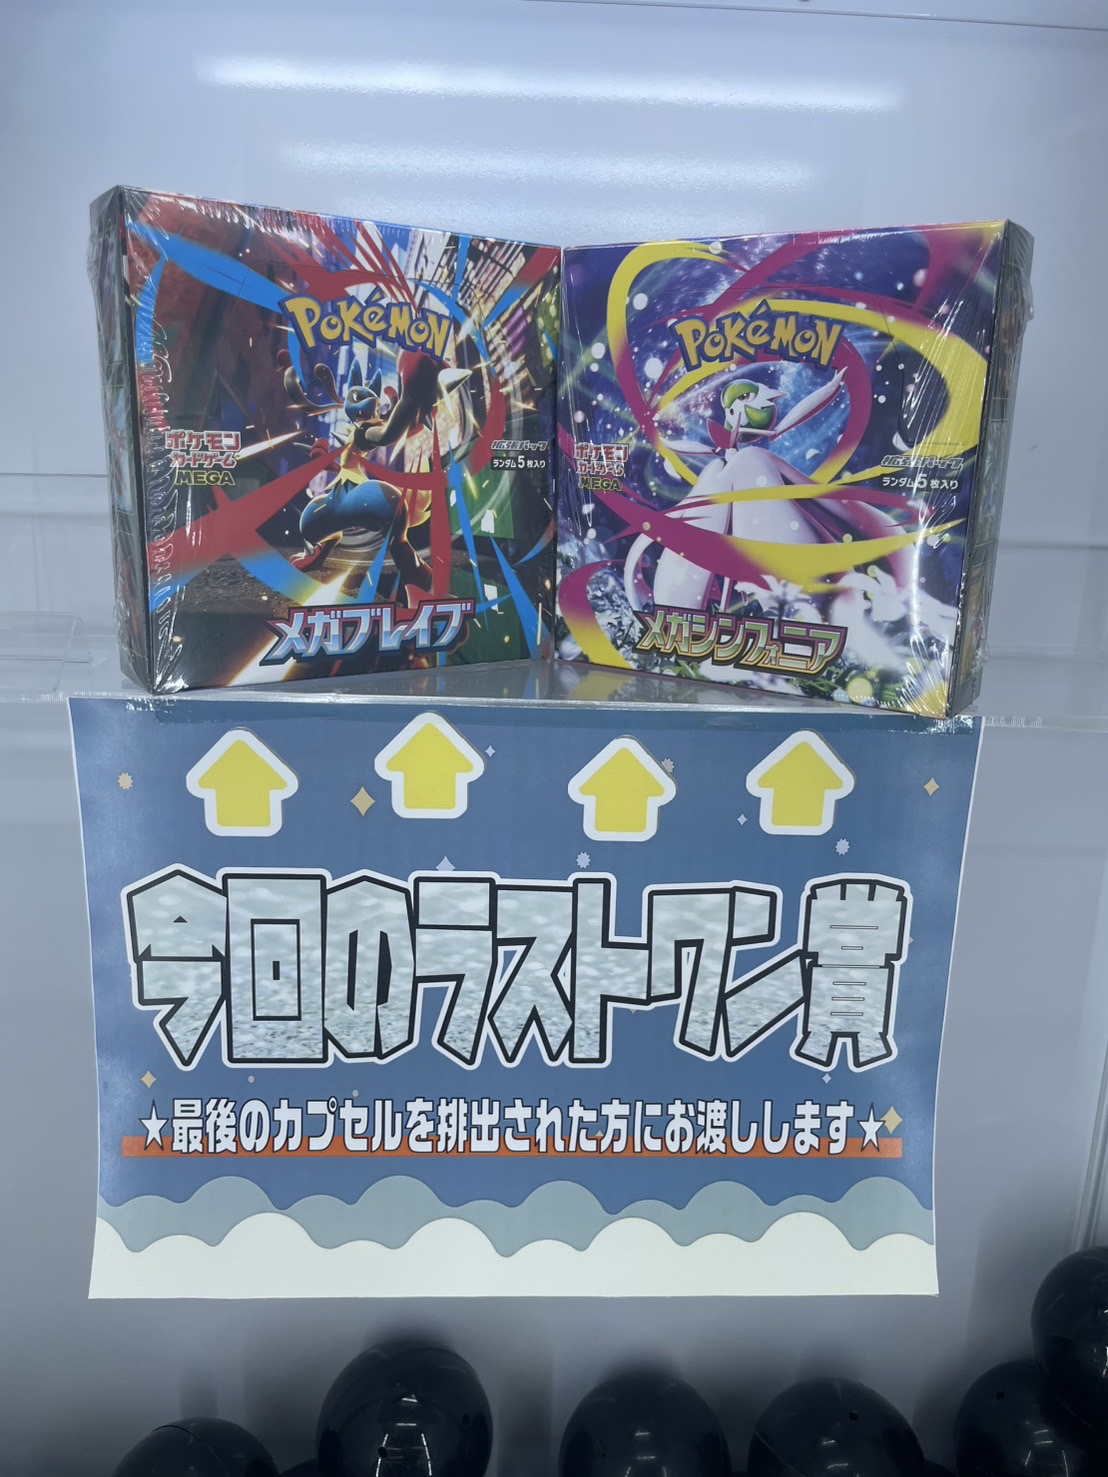 Pokémon
ポケモン
カードゲーム
MEGA
拡張パック
ランダム5枚入り
メガブレイブ
Pokémon
ポケモン
カードゲーム
MEGA
拡張パック
ランダム5枚入り
メガシンフォニア
今回のラストワン賞
★最後のカプセルを排出された方にお渡しします★